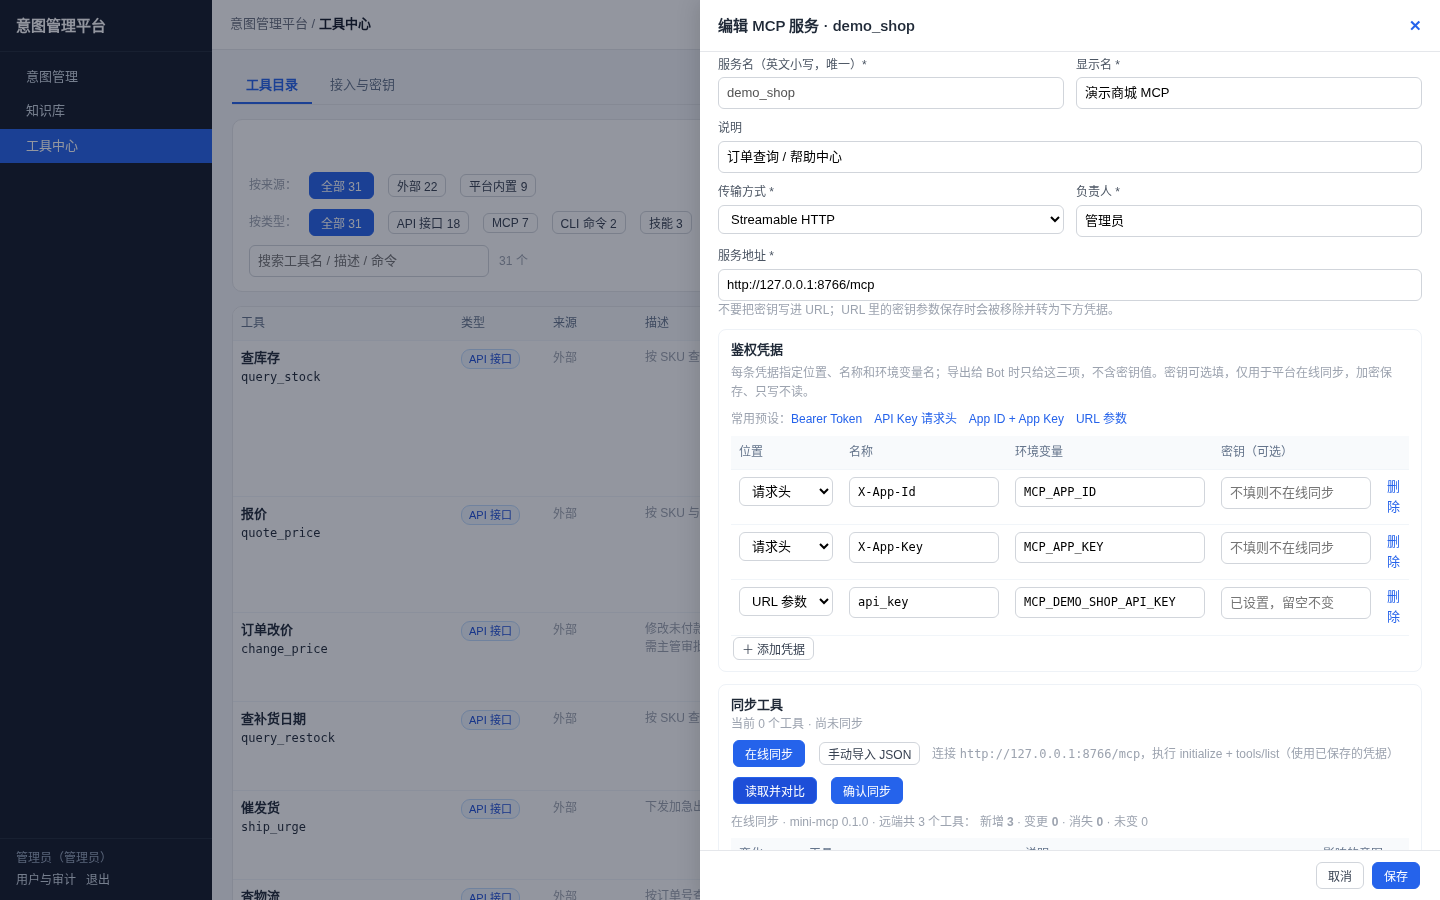 意图管理平台
意图管理
知识库
工具中心
管理员（管理员）
用户与审计 退出
意图管理平台 / 工具中心
工具目录 接入与密钥
按来源： 全部 31 外部 22 平台内置 9
按类型： 全部 31 API 接口 18 MCP 7 CLI 命令 2 技能 3
搜索工具名 / 描述 / 命令 31 个
工具 类型 来源 描述
查库存 API 接口 外部 按 SKU 查
query_stock
报价 API 接口 外部 按 SKU 与
quote_price
订单改价 API 接口 外部 修改未付款
change_price 需主管审批
查补货日期 API 接口 外部 按 SKU 查
query_restock
催发货 API 接口 外部 下发加急出
ship_urge
查物流 API 接口 外部 按订单号查
编辑 MCP 服务 · demo_shop ×
服务名（英文小写，唯一）* 显示名 *
demo_shop 演示商城 MCP
说明
订单查询 / 帮助中心
传输方式 * 负责人 *
Streamable HTTP 管理员
服务地址 *
http://127.0.0.1:8766/mcp
不要把密钥写进 URL；URL 里的密钥参数保存时会被移除并转为下方凭据。
鉴权凭据
每条凭据指定位置、名称和环境变量名；导出给 Bot 时只给这三项，不含密钥值。密钥可选填，仅用于平台在线同步，加密保
存、只写不读。
常用预设：Bearer Token API Key 请求头 App ID + App Key URL 参数
位置 名称 环境变量 密钥（可选）
请求头 X-App-Id MCP_APP_ID 不填则不在线同步 删除
请求头 X-App-Key MCP_APP_KEY 不填则不在线同步 删除
URL 参数 api_key MCP_DEMO_SHOP_API_KEY 已设置，留空不变 删除
＋ 添加凭据
同步工具
当前 0 个工具 · 尚未同步
在线同步 手动导入 JSON 连接 http://127.0.0.1:8766/mcp，执行 initialize + tools/list（使用已保存的凭据）
读取并对比 确认同步
在线同步 · mini-mcp 0.1.0 · 远端共 3 个工具： 新增 3 · 变更 0 · 消失 0 · 未变 0
变化 工具 说明 影响的意图
取消 保存